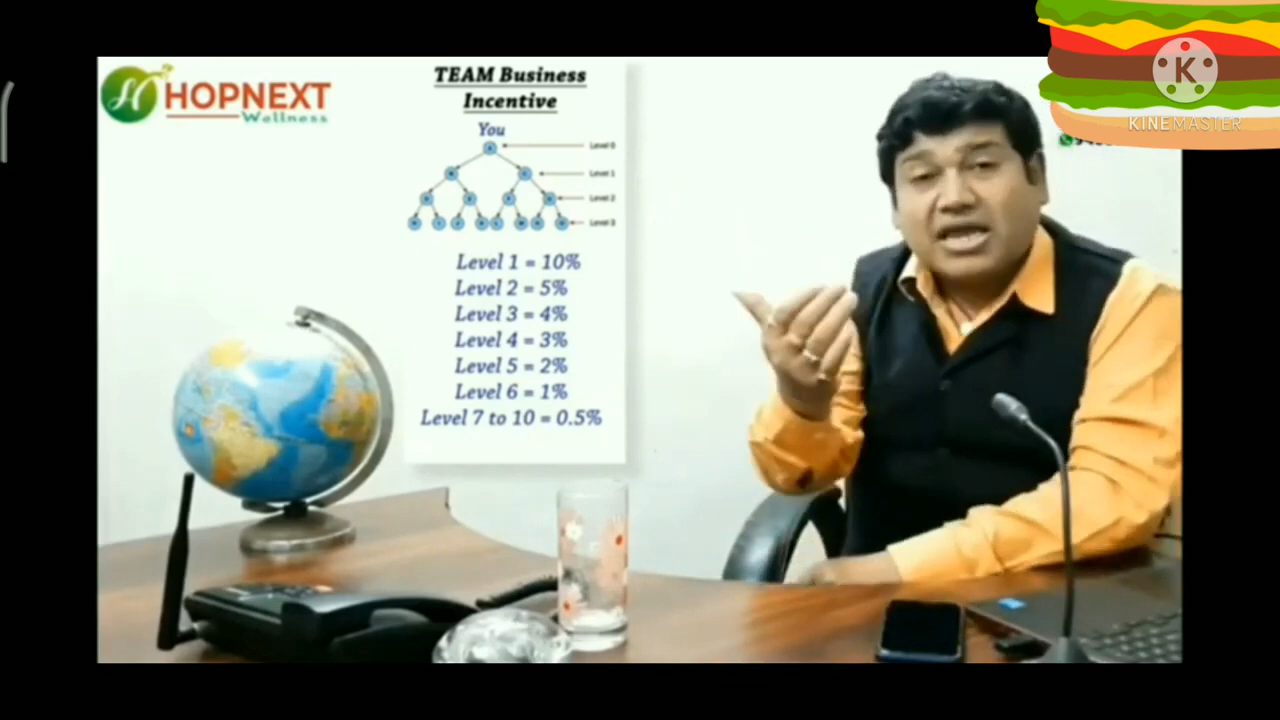 HOPNEXT
Wellness
TEAM Business
Incentive
You
Level 0
Level 1
Level 2
Level 3
Level 1 = 10%
Level 2 = 5%
Level 3 = 4%
Level 4 = 3%
Level 5 = 2%
Level 6 = 1%
Level 7 to 10 = 0.5%
K
KINEMASTER